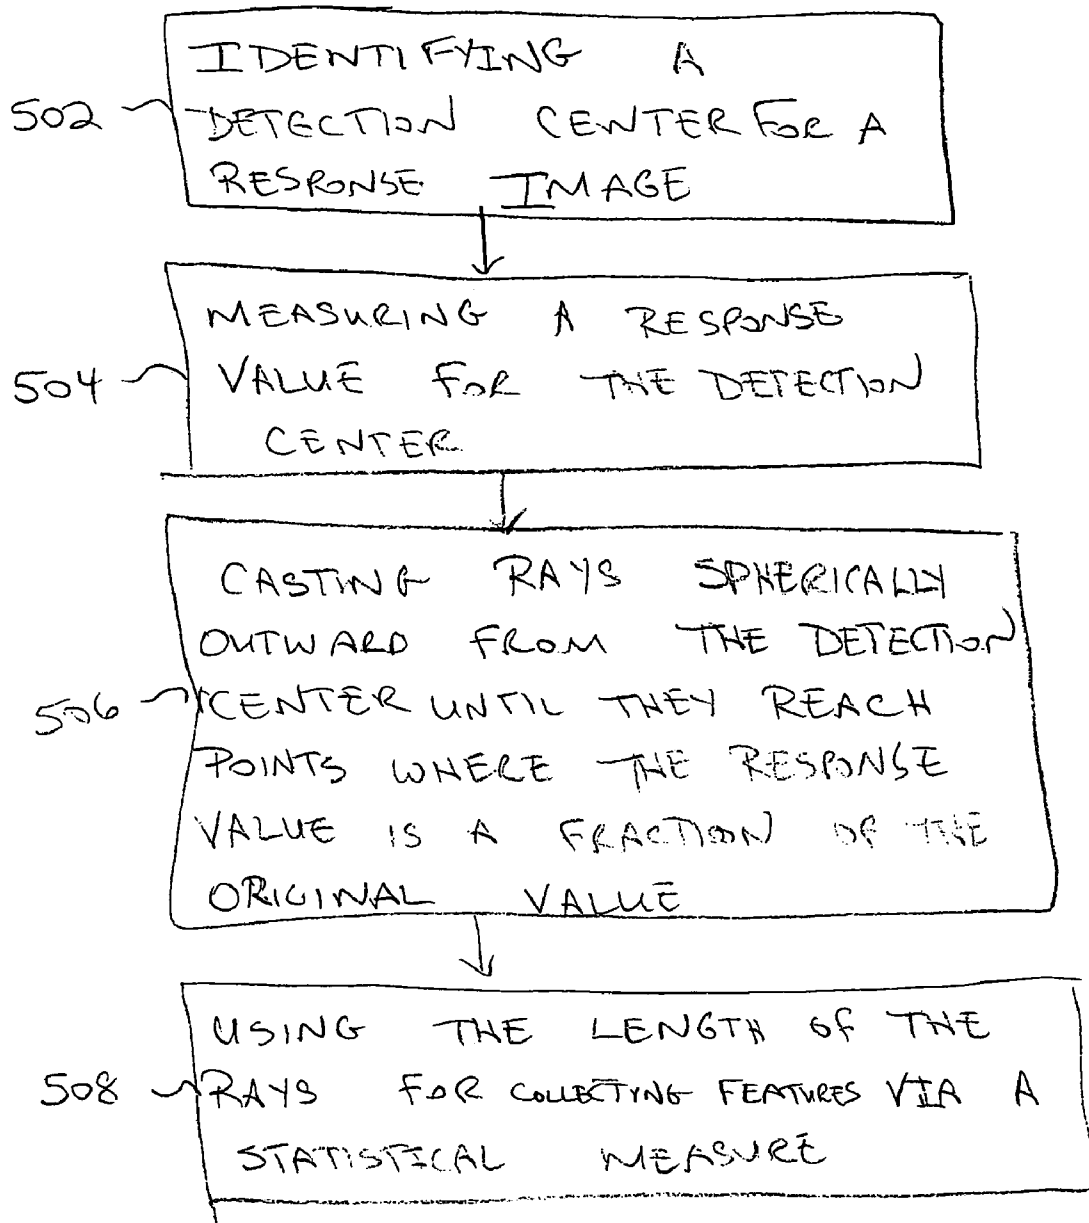 IDENTIFYING A
502
DETECTION CENTER FOR A
RESPONSE IMAGE
MEASURING A RESPONSE
504
VALUE FOR THE DETECTION
CENTER
CASTING RAYS SPHERICALLY
OUTWARD FROM THE DETECTION
506
CENTER UNTIL THEY REACH
POINTS WHERE THE RESPONSE
VALUE IS A FRACTION OF THE
ORIGINAL VALUE
USING THE LENGTH OF THE
508
RAYS FOR COLLECTING FEATURES VIA A
STATISTICAL MEASURE